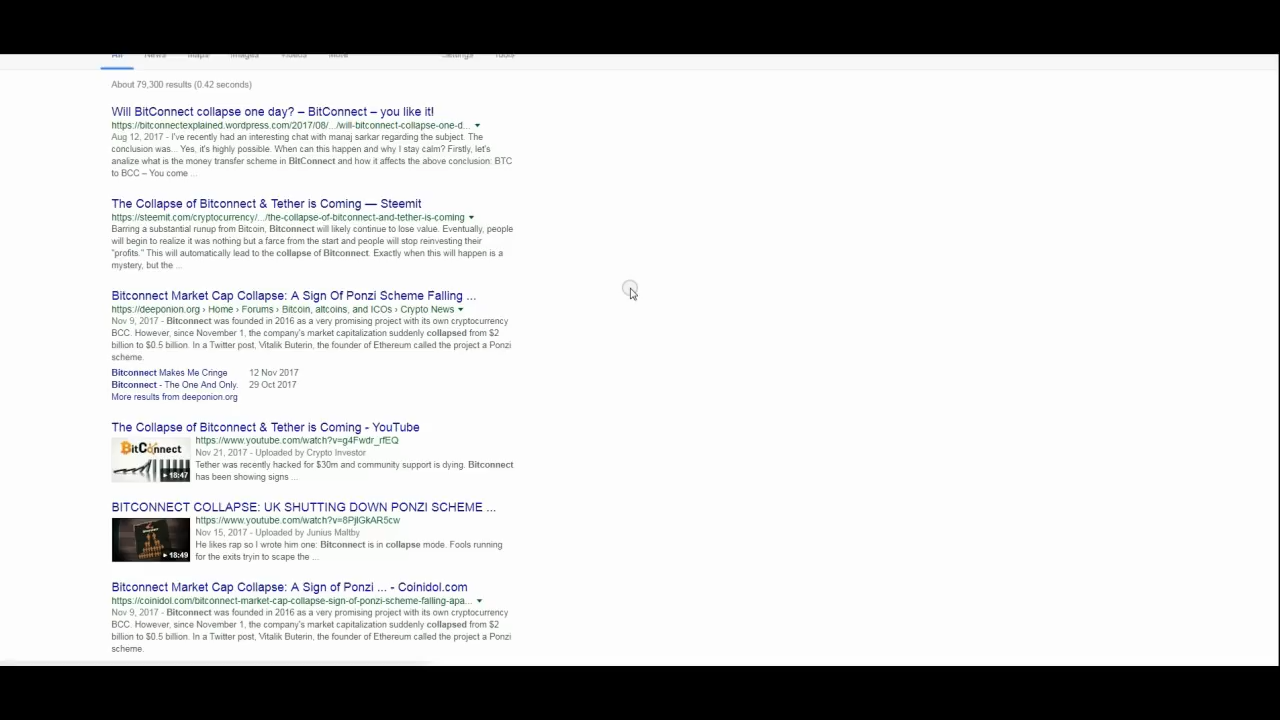 All News Maps Images Videos More Settings Tools
About 79,300 results (0.42 seconds)
Will BitConnect collapse one day? – BitConnect – you like it!
https://bitconnectexplained.wordpress.com/2017/08/.../will-bitconnect-collapse-one-d...
Aug 12, 2017 - I've recently had an interesting chat with manaj sarkar regarding the subject. The
conclusion was... Yes, it's highly possible. When can this happen and why I stay calm? Firstly, let's
analize what is the money transfer scheme in BitConnect and how it affects the above conclusion: BTC
to BCC – You come ...
The Collapse of Bitconnect & Tether is Coming — Steemit
https://steemit.com/cryptocurrency/.../the-collapse-of-bitconnect-and-tether-is-coming
Barring a substantial runup from Bitcoin, Bitconnect will likely continue to lose value. Eventually, people
will begin to realize it was nothing but a farce from the start and people will stop reinvesting their
"profits." This will automatically lead to the collapse of Bitconnect. Exactly when this will happen is a
mystery, but the ...
Bitconnect Market Cap Collapse: A Sign Of Ponzi Scheme Falling ...
https://deeponion.org › Home › Forums › Bitcoin, altcoins, and ICOs › Crypto News
Nov 9, 2017 - Bitconnect was founded in 2016 as a very promising project with its own cryptocurrency
BCC. However, since November 1, the company's market capitalization suddenly collapsed from $2
billion to $0.5 billion. In a Twitter post, Vitalik Buterin, the founder of Ethereum called the project a Ponzi
scheme.
Bitconnect Makes Me Cringe 12 Nov 2017
Bitconnect - The One And Only. 29 Oct 2017
More results from deeponion.org
The Collapse of Bitconnect & Tether is Coming - YouTube
https://www.youtube.com/watch?v=g4Fwdr_rfEQ
BitConnect
Nov 21, 2017 - Uploaded by Crypto Investor
Tether was recently hacked for $30m and community support is dying. Bitconnect
has been showing signs ...
18:47
BITCONNECT COLLAPSE: UK SHUTTING DOWN PONZI SCHEME ...
https://www.youtube.com/watch?v=8PjlGkAR5cw
Nov 15, 2017 - Uploaded by Junius Maltby
He likes rap so I wrote him one: Bitconnect is in collapse mode. Fools running
for the exits tryin to scape the ...
18:49
Bitconnect Market Cap Collapse: A Sign of Ponzi ... - Coinidol.com
https://coinidol.com/bitconnect-market-cap-collapse-sign-of-ponzi-scheme-falling-apa...
Nov 9, 2017 - Bitconnect was founded in 2016 as a very promising project with its own cryptocurrency
BCC. However, since November 1, the company's market capitalization suddenly collapsed from $2
billion to $0.5 billion. In a Twitter post, Vitalik Buterin, the founder of Ethereum called the project a Ponzi
scheme.